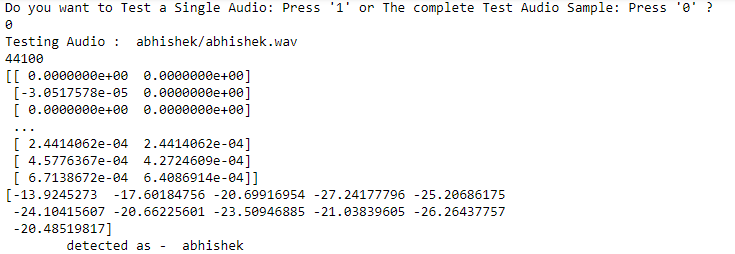 Do you want to Test a Single Audio: Press '1' or The complete Test Audio Sample: Press '0' ?
0
Testing Audio :  abhishek/abhishek.wav
44100
[[ 0.0000000e+00  0.0000000e+00]
 [-3.0517578e-05  0.0000000e+00]
 [ 0.0000000e+00  0.0000000e+00]
 ...
 [ 2.4414062e-04  2.4414062e-04]
 [ 4.5776367e-04  4.2724609e-04]
 [ 6.7138672e-04  6.4086914e-04]]
[-13.9245273  -17.60184756 -20.69916954 -27.24177796 -25.20686175
 -24.10415607 -20.66225601 -23.50946885 -21.03839605 -26.26437757
 -20.48519817]
        detected as -  abhishek